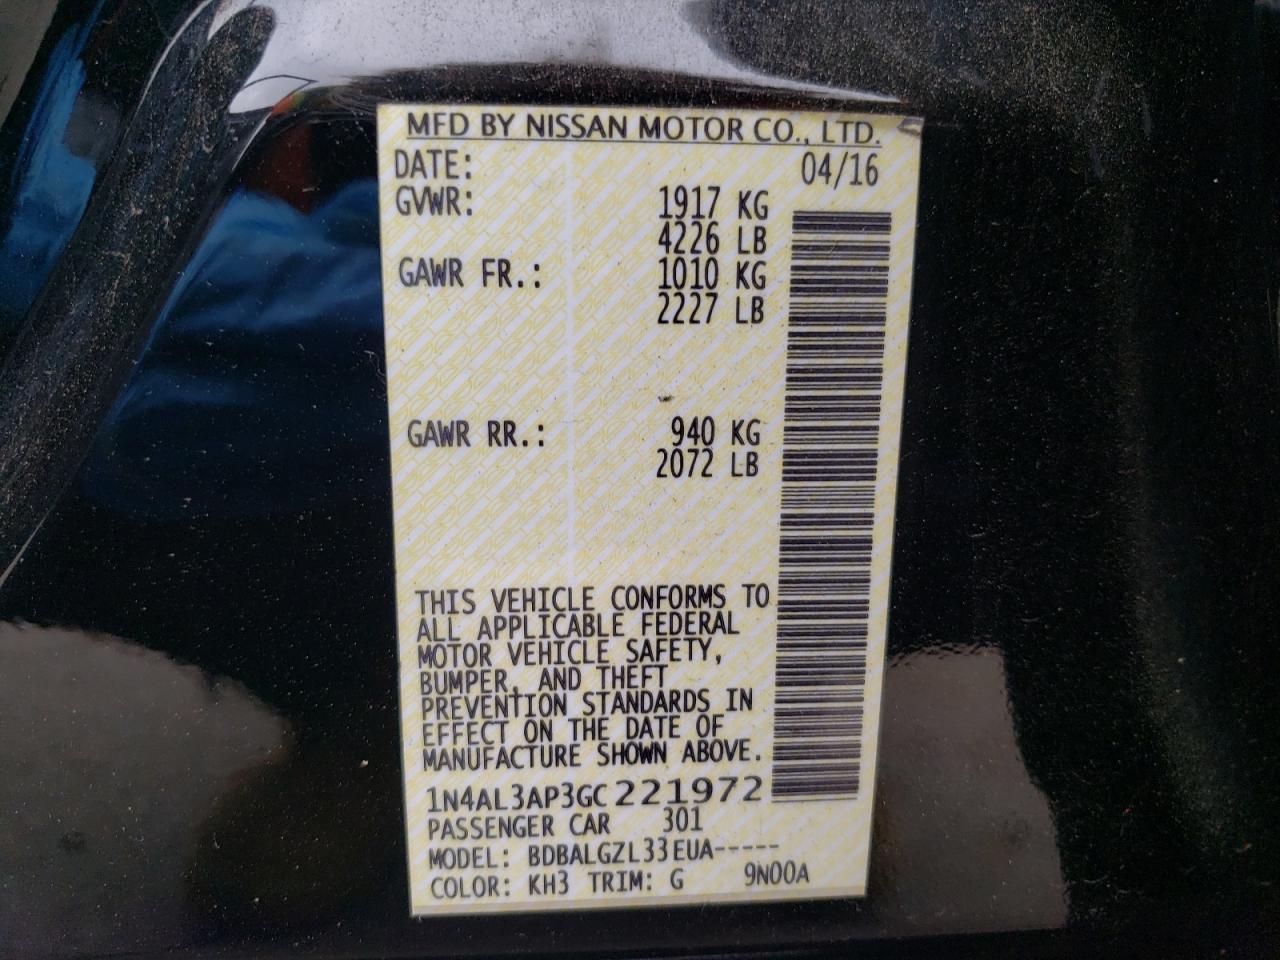 MFD BY NISSAN MOTOR CO., LTD.
DATE: 04/16
GVWR: 1917 KG
4226 LB
GAWR FR.: 1010 KG
2227 LB
GAWR RR.: 940 KG
2072 LB
THIS VEHICLE CONFORMS TO
ALL APPLICABLE FEDERAL
MOTOR VEHICLE SAFETY,
BUMPER, AND THEFT
PREVENTION STANDARDS IN
EFFECT ON THE DATE OF
MANUFACTURE SHOWN ABOVE.
1N4AL3AP3GC221972
PASSENGER CAR 301
MODEL: BDBALGZL33EUA-----
COLOR: KH3 TRIM: G 9N00A